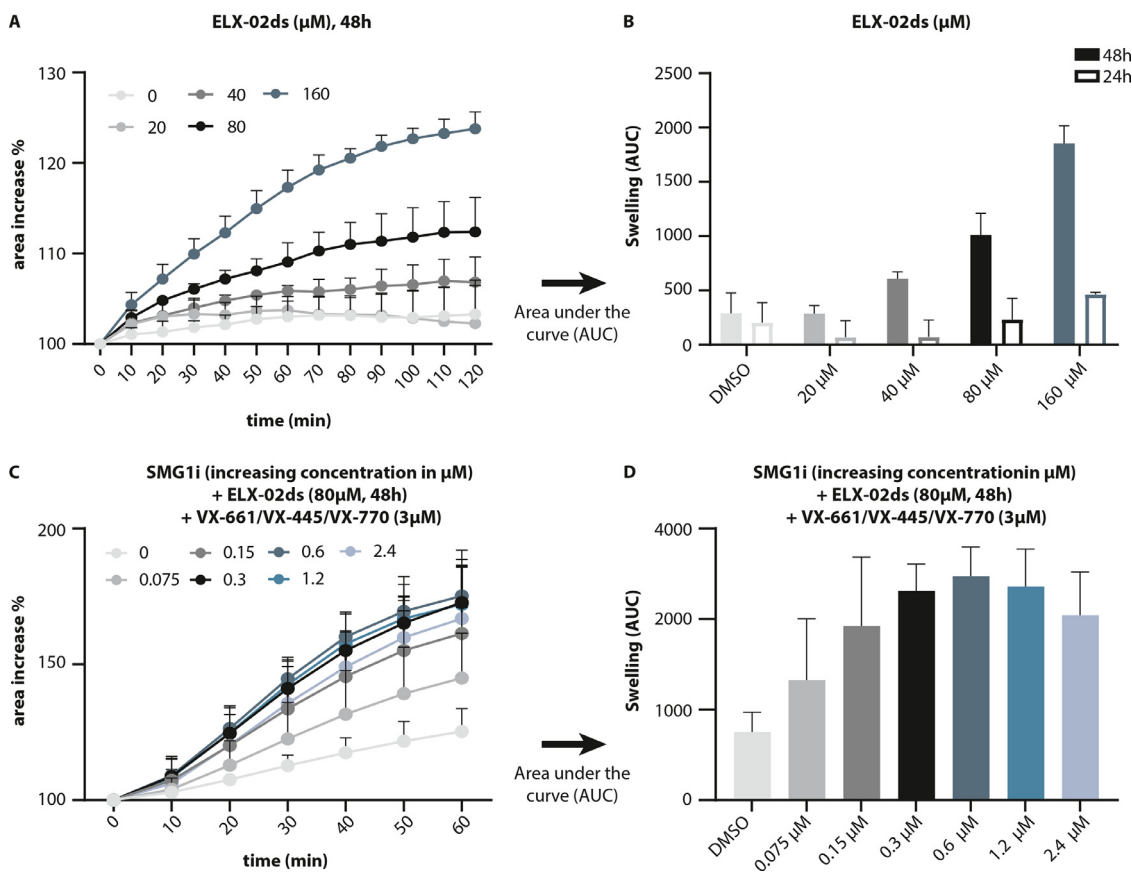 A
ELX-02ds (μM), 48h
130
120
110
100
area increase %
0
40
160
20
80
0
10
20
30
40
50
60
70
80
90
100
110
120
time (min)
Area under the
curve (AUC)
B
ELX-02ds (μM)
48h
24h
2500
2000
1500
1000
500
0
Swelling (AUC)
DMSO
20 μM
40 μM
80 μM
160 μM
C
SMG1i (increasing concentration in μM)
+ ELX-02ds (80μM, 48h)
+ VX-661/VX-445/VX-770 (3μM)
200
150
100
area increase %
0
0.15
0.6
2.4
0.075
0.3
1.2
0
10
20
30
40
50
60
time (min)
Area under the
curve (AUC)
D
SMG1i (increasing concentrationin μM)
+ ELX-02ds (80μM, 48h)
+ VX-661/VX-445/VX-770 (3μM)
4000
2000
1000
0
Swelling (AUC)
DMSO
0.075 μM
0.15 μM
0.3 μM
0.6 μM
1.2 μM
2.4 μM